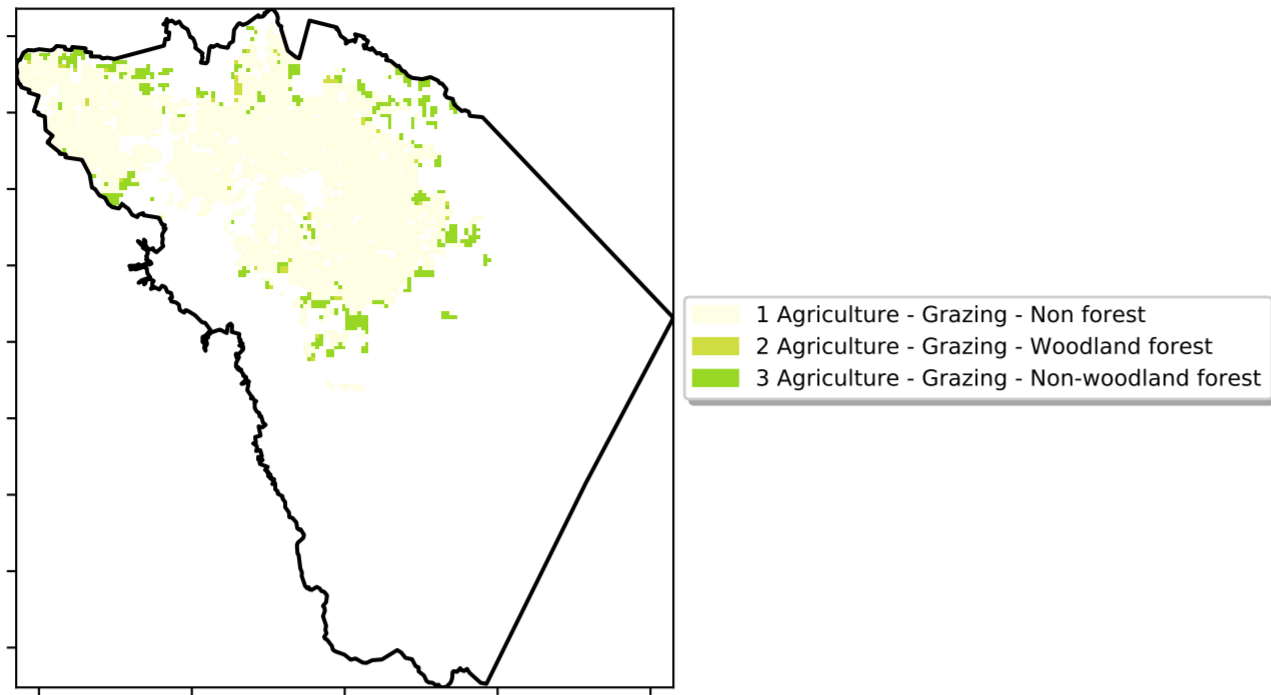 1 Agriculture - Grazing - Non forest
2 Agriculture - Grazing - Woodland forest
3 Agriculture - Grazing - Non-woodland forest